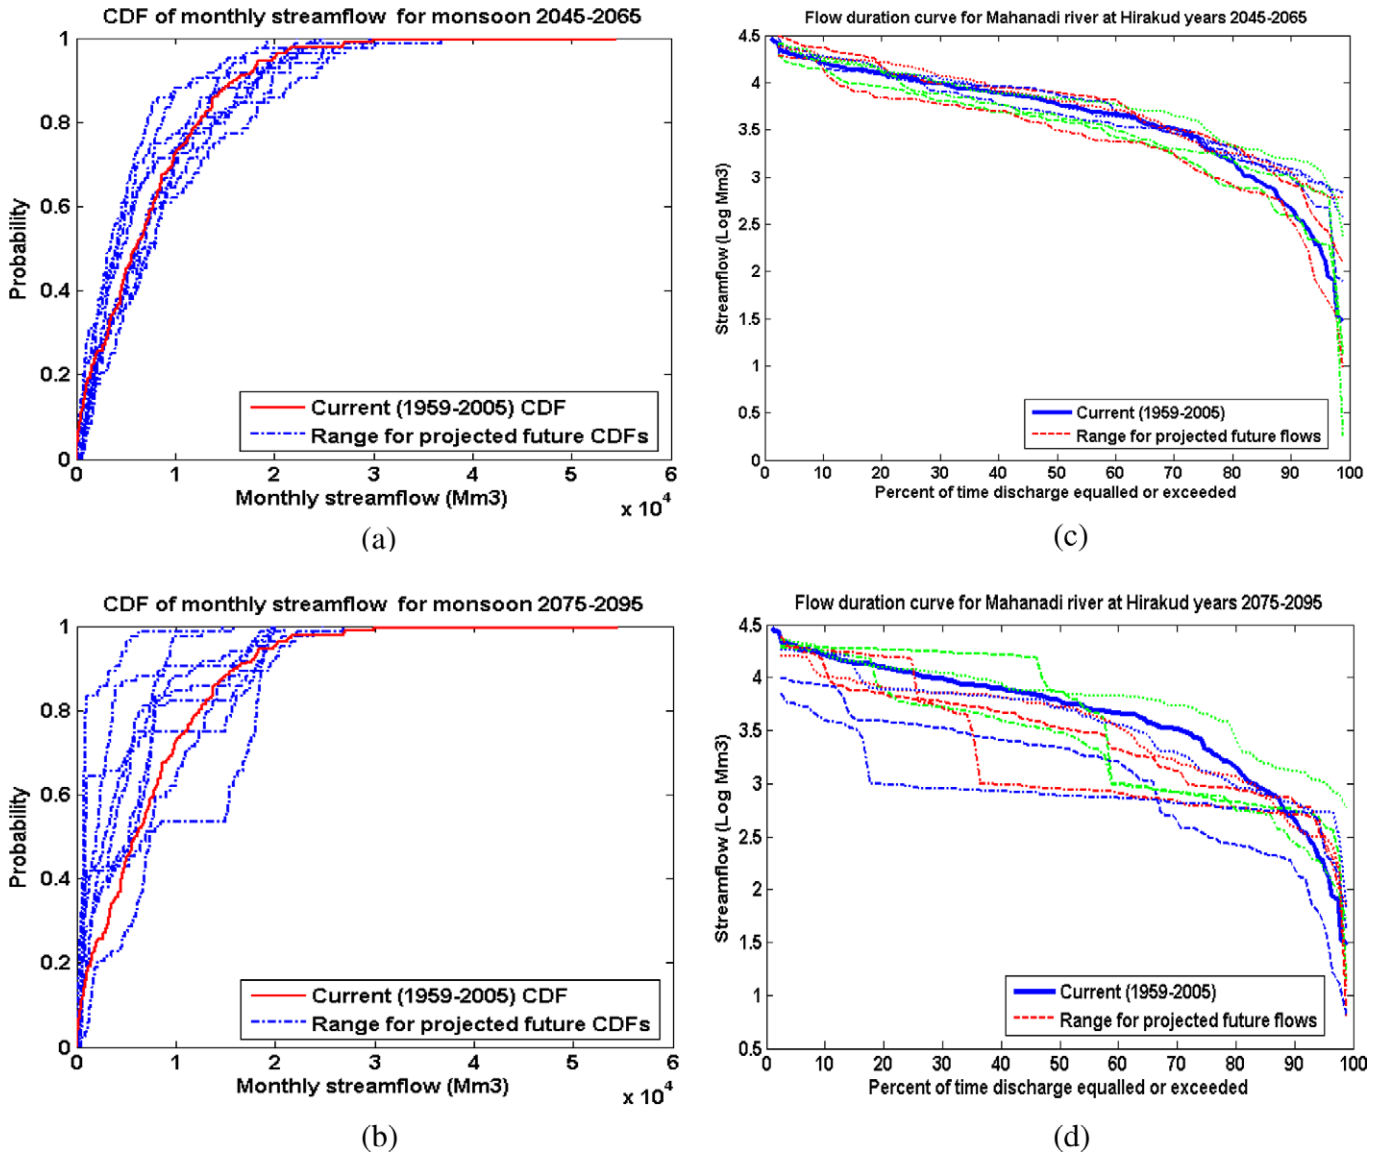 CDF of monthly streamflow for monsoon 2045-2065
1
0.8
0.6
0.4
0.2
0
Probability
Current (1959-2005) CDF
Range for projected future CDFs
0 1 2 3 4 5 6
Monthly streamflow (Mm3)
x 10^4
(a)
Flow duration curve for Mahanadi river at Hirakud years 2045-2065
4.5
4
3.5
3
2.5
2
1.5
1
0.5
0
Streamflow (Log Mm3)
Current (1959-2005)
Range for projected future flows
0 10 20 30 40 50 60 70 80 90 100
Percent of time discharge equalled or exceeded
(c)
CDF of monthly streamflow for monsoon 2075-2095
1
0.8
0.6
0.4
0.2
0
Probability
Current (1959-2005) CDF
Range for projected future CDFs
0 1 2 3 4 5 6
Monthly streamflow (Mm3)
x 10^4
(b)
Flow duration curve for Mahanadi river at Hirakud years 2075-2095
4.5
4
3.5
3
2.5
2
1.5
1
0.5
Streamflow (Log Mm3)
Current (1959-2005)
Range for projected future flows
0 10 20 30 40 50 60 70 80 90 100
Percent of time discharge equalled or exceeded
(d)